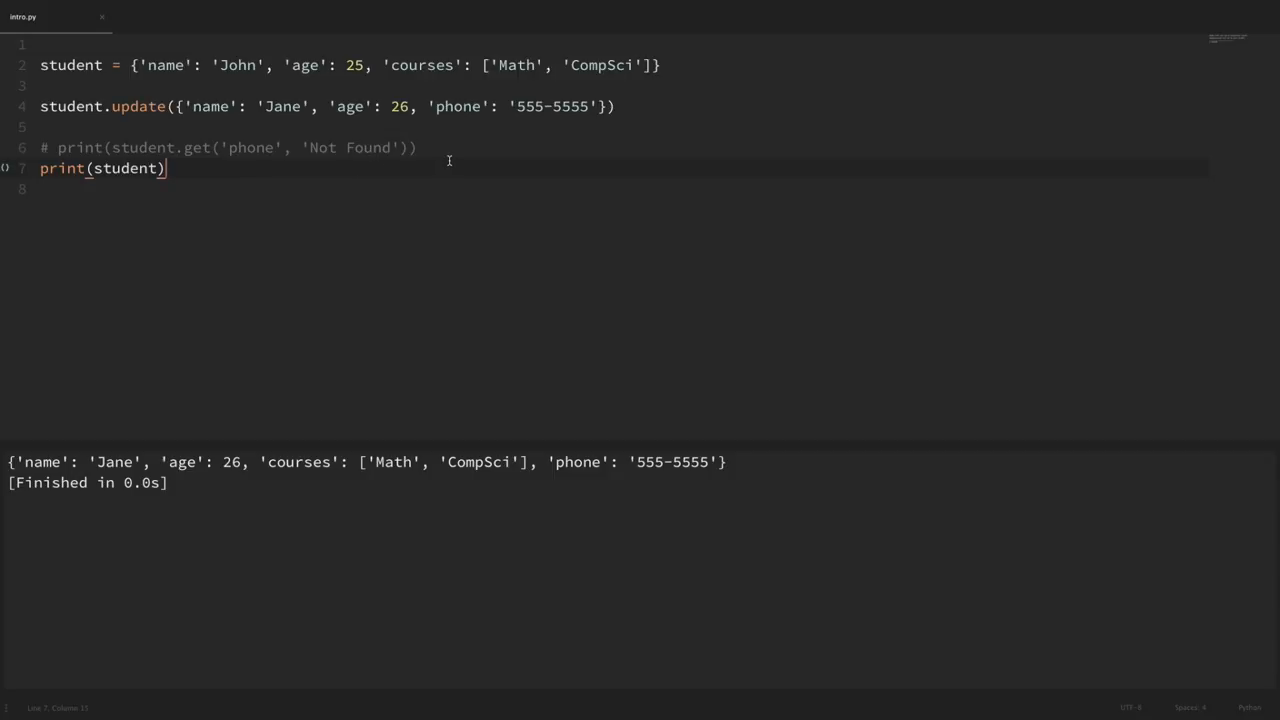 intro.py ×
1
2 student = {'name': 'John', 'age': 25, 'courses': ['Math', 'CompSci']}
3
4 student.update({'name': 'Jane', 'age': 26, 'phone': '555-5555'})
5
6 # print(student.get('phone', 'Not Found'))
{} 7 print(student)
8
{'name': 'Jane', 'age': 26, 'courses': ['Math', 'CompSci'], 'phone': '555-5555'}
[Finished in 0.0s]
Line 7, Column 15 UTF-8 Spaces: 4 Python